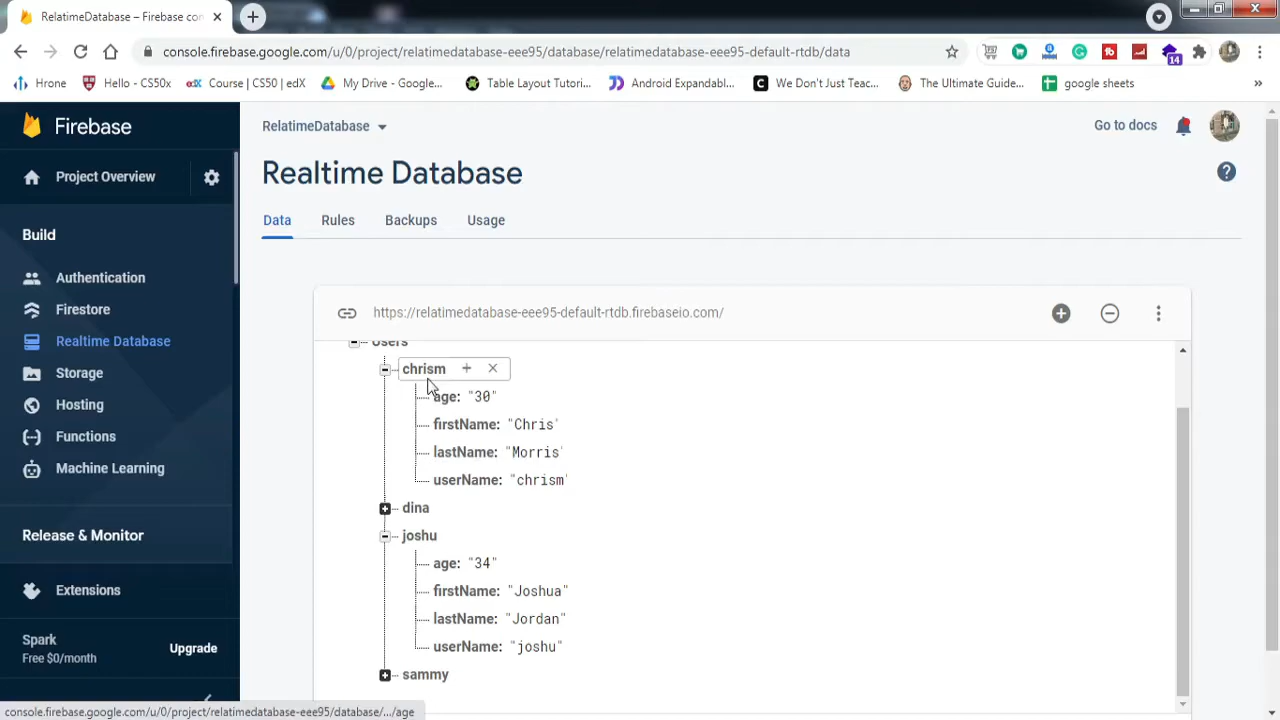 RelatimeDatabase – Firebase con
console.firebase.google.com/u/0/project/relatimedatabase-eee95/database/relatimedatabase-eee95-default-rtdb/data
14
Hrone
Hello - CS50x
edX Course | CS50 | edX
My Drive - Google...
Table Layout Tutori...
Android Expandabl...
We Don't Just Teac...
The Ultimate Guide...
google sheets
»
Firebase
RelatimeDatabase
Go to docs
Project Overview
Realtime Database
Data
Rules
Backups
Usage
Build
Authentication
Firestore
Realtime Database
Storage
Hosting
Functions
Machine Learning
Release & Monitor
Extensions
Spark
Free $0/month
Upgrade
https://relatimedatabase-eee95-default-rtdb.firebaseio.com/
Users
chrism
age: "30"
firstName: "Chris'
lastName: "Morris'
userName: "chrism'
dina
joshu
age: "34"
firstName: "Joshua"
lastName: "Jordan"
userName: "joshu"
sammy
console.firebase.google.com/u/0/project/relatimedatabase-eee95/database/.../age